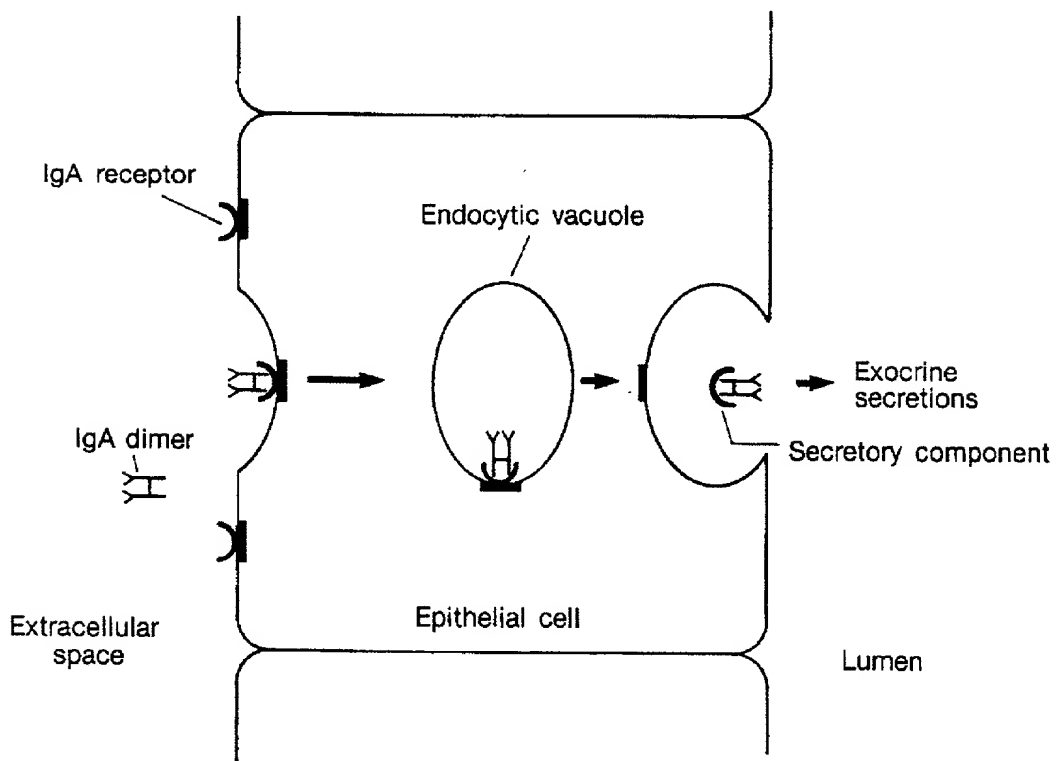 IgA receptor
Endocytic vacuole
Exocrine
secretions
IgA dimer
Secretory component
Extracellular
space
Epithelial cell
Lumen